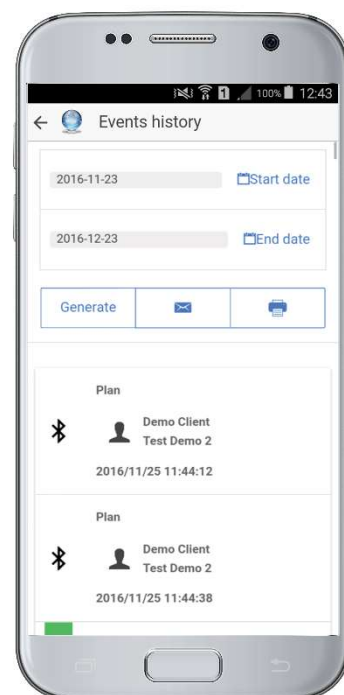 1 100% 12:43
Events history
2016-11-23 Start date
2016-12-23 End date
Generate
Plan
Demo Client
Test Demo 2
2016/11/25 11:44:12
Plan
Demo Client
Test Demo 2
2016/11/25 11:44:38